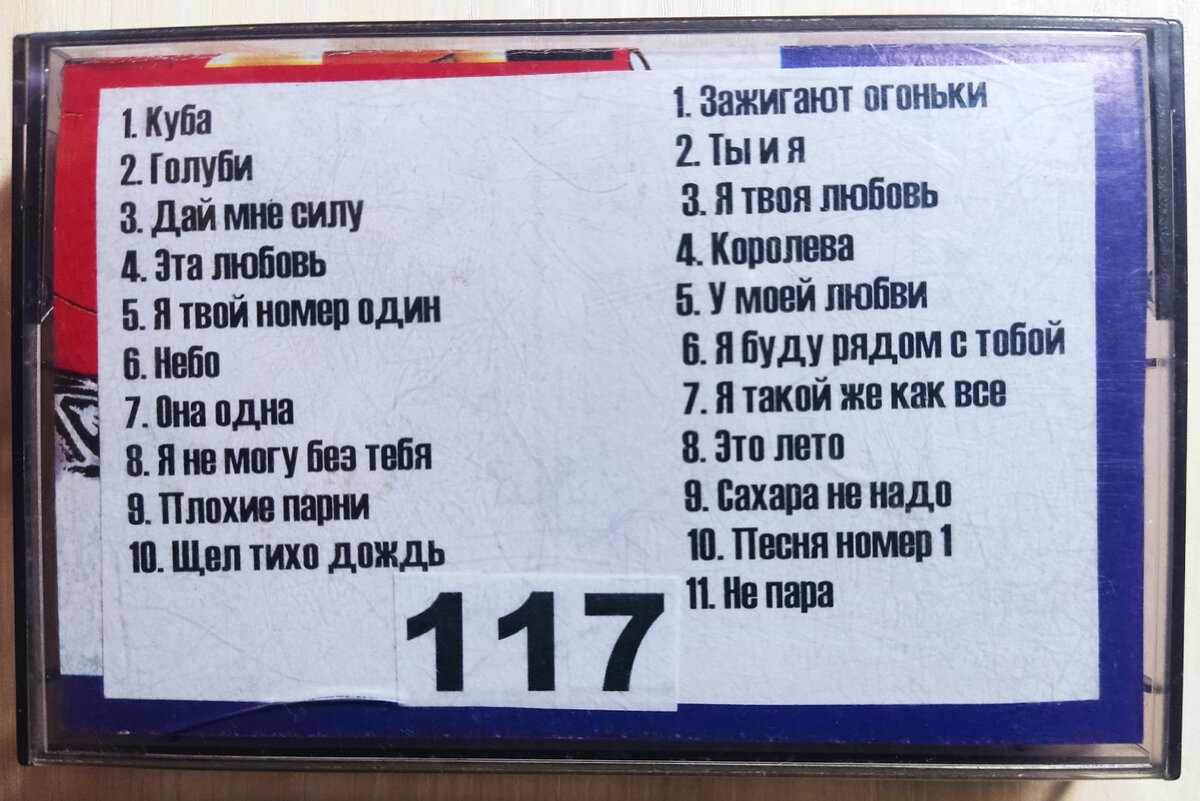 1. Куба
2. Голуби
3. Дай мне силу
4. Эта любовь
5. Я твой номер один
6. Небо
7. Она одна
8. Я не могу без тебя
9. Плохие парни
10. Щел тихо дождь
1. Зажигают огоньки
2. Ты и я
3. Я твоя любовь
4. Королева
5. У моей любви
6. Я буду рядом с тобой
7. Я такой же как все
8. Это лето
9. Сахара не надо
10. Песня номер 1
11. Не пара
117